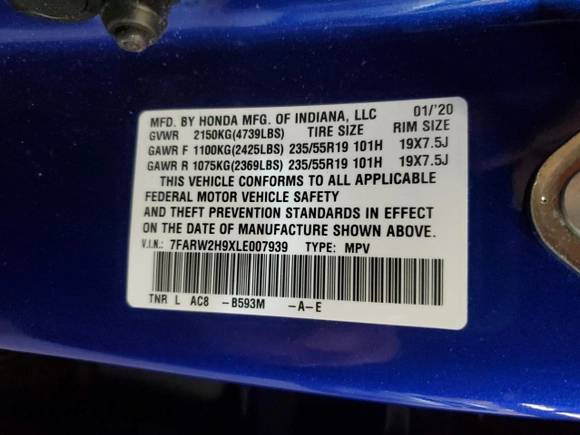 MFD. BY HONDA MFG. OF INDIANA, LLC 01/'20
GVWR 2150KG(4739LBS) TIRE SIZE RIM SIZE
GAWR F 1100KG(2425LBS) 235/55R19 101H 19X7.5J
GAWR R 1075KG(2369LBS) 235/55R19 101H 19X7.5J
THIS VEHICLE CONFORMS TO ALL APPLICABLE
FEDERAL MOTOR VEHICLE SAFETY
AND THEFT PREVENTION STANDARDS IN EFFECT
ON THE DATE OF MANUFACTURE SHOWN ABOVE.
V.I.N.: 7FARW2H9XLE007939 TYPE: MPV
TNR L AC8 -B593M -A-E